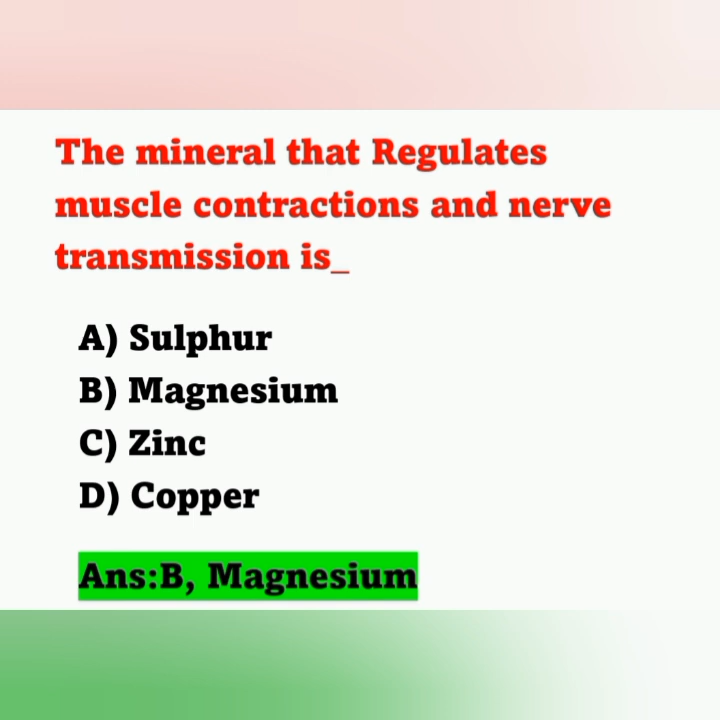 The mineral that Regulates
muscle contractions and nerve
transmission is_
A) Sulphur
B) Magnesium
C) Zinc
D) Copper
Ans:B, Magnesium